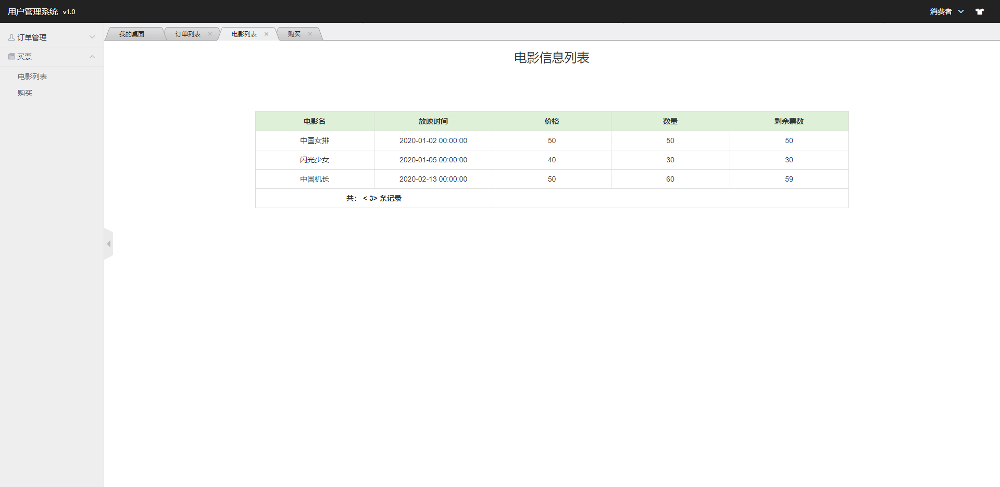 用户管理系统 v1.0
消费者
订单管理
买票
电影列表
购买
我的桌面 订单列表 电影列表 购买
电影信息列表
电影名 放映时间 价格 数量 剩余票数
中国女排 2020-01-02 00:00:00 50 50 50
闪光少女 2020-01-05 00:00:00 40 30 30
中国机长 2020-02-13 00:00:00 50 60 59
共： < 3> 条记录